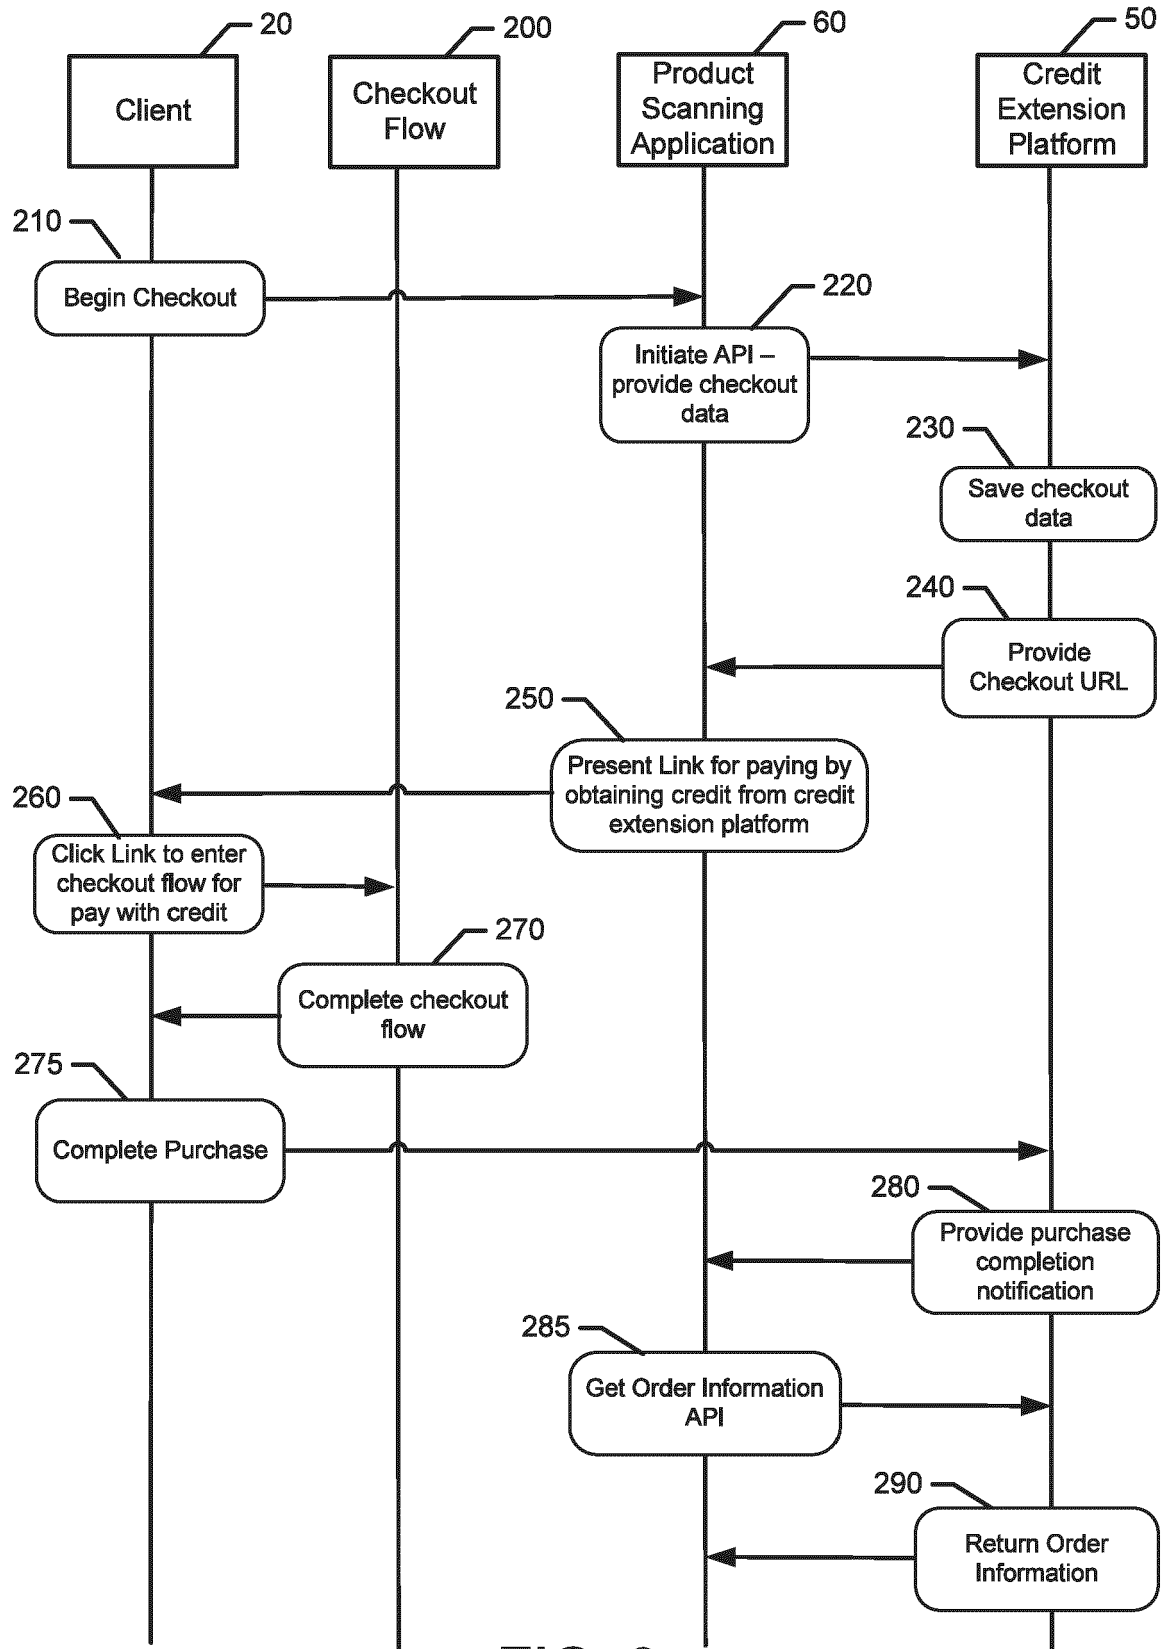 20
200
60
50
Client
Checkout
Flow
Product
Scanning
Application
Credit
Extension
Platform
210
Begin Checkout
220
Initiate API –
provide checkout
data
230
Save checkout
data
240
Provide
Checkout URL
250
Present Link for paying by
obtaining credit from credit
extension platform
260
Click Link to enter
checkout flow for
pay with credit
270
Complete checkout
flow
275
Complete Purchase
280
Provide purchase
completion
notification
285
Get Order Information
API
290
Return Order
Information